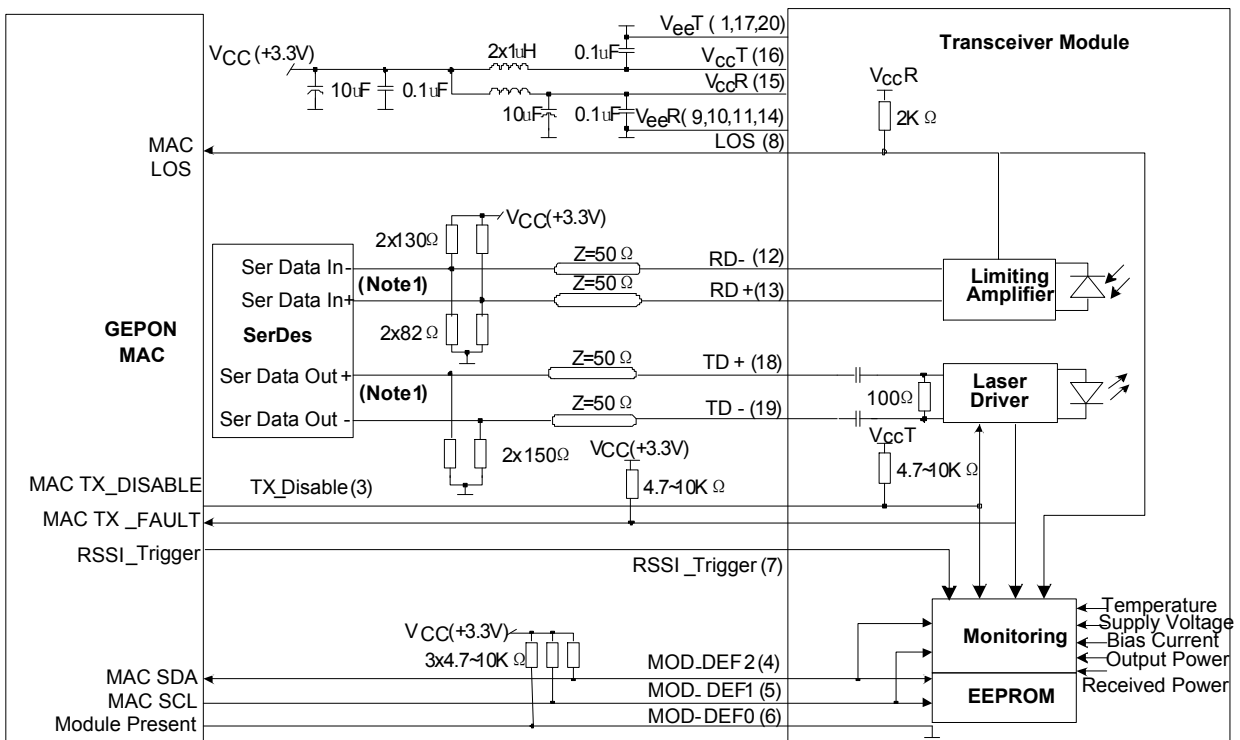 VeeT ( 1,17,20)
Transceiver Module
VCC (+3.3V)
2x1uH
0.1uF
VccT (16)
VccR (15)
VccR
10uF
0.1uF
10uF
0.1uF
VeeR( 9,10,11,14)
2K Ω
MAC
LOS
LOS (8)
VCC(+3.3V)
2x130Ω
Z=50 Ω
RD- (12)
Ser Data In-
(Note1)
Limiting
Amplifier
Ser Data In+
Z=50 Ω
RD+(13)
GEPON
MAC
SerDes
2x82 Ω
Z=50 Ω
TD + (18)
Ser Data Out +
(Note1)
Laser
Driver
100Ω
Ser Data Out -
Z=50 Ω
TD - (19)
VccT
2x150Ω
VCC(+3.3V)
4.7~10K Ω
4.7~10K Ω
MAC TX_DISABLE
TX_Disable(3)
MAC TX _FAULT
RSSI_Trigger
RSSI _Trigger (7)
Temperature
Supply Voltage
Monitoring
Bias Current
Output Power
Received Power
VCC(+3.3V)
3x4.7~10K Ω
MAC SDA
MOD_DEF2 (4)
MAC SCL
MOD_ DEF1 (5)
EEPROM
Module Present
MOD-DEF0 (6)